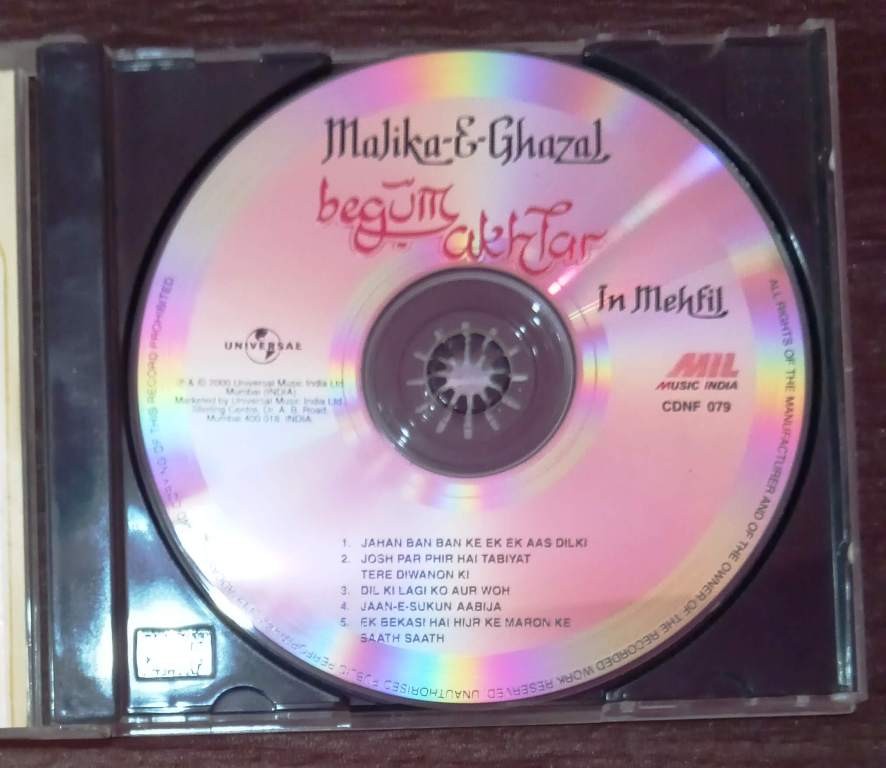 Malika-E-Ghazal
begum
akhtar
In Mehfil
UNIVERSAL
℗ & © 2000 Universal Music India Ltd.
Mumbai (INDIA)
Marketed by Universal Music India Ltd.
Sterling Centre, Dr. A. B. Road,
Mumbai 400 018. INDIA.
MIL
MUSIC INDIA
CDNF 079
1. JAHAN BAN BAN KE EK EK AAS DILKI
2. JOSH PAR PHIR HAI TABIYAT
TERE DIWANON KI
3. DIL KI LAGI KO AUR WOH
4. JAAN-E-SUKUN AABIJA
5. EK BEKASI HAI HIJR KE MARON KE
SAATH SAATH
ALL RIGHTS OF THE MANUFACTURER AND OF THE OWNER OF THE RECORDED WORK RESERVED. UNAUTHORISED PUBLIC PERFORMANCE OF THIS RECORD PROHIBITED